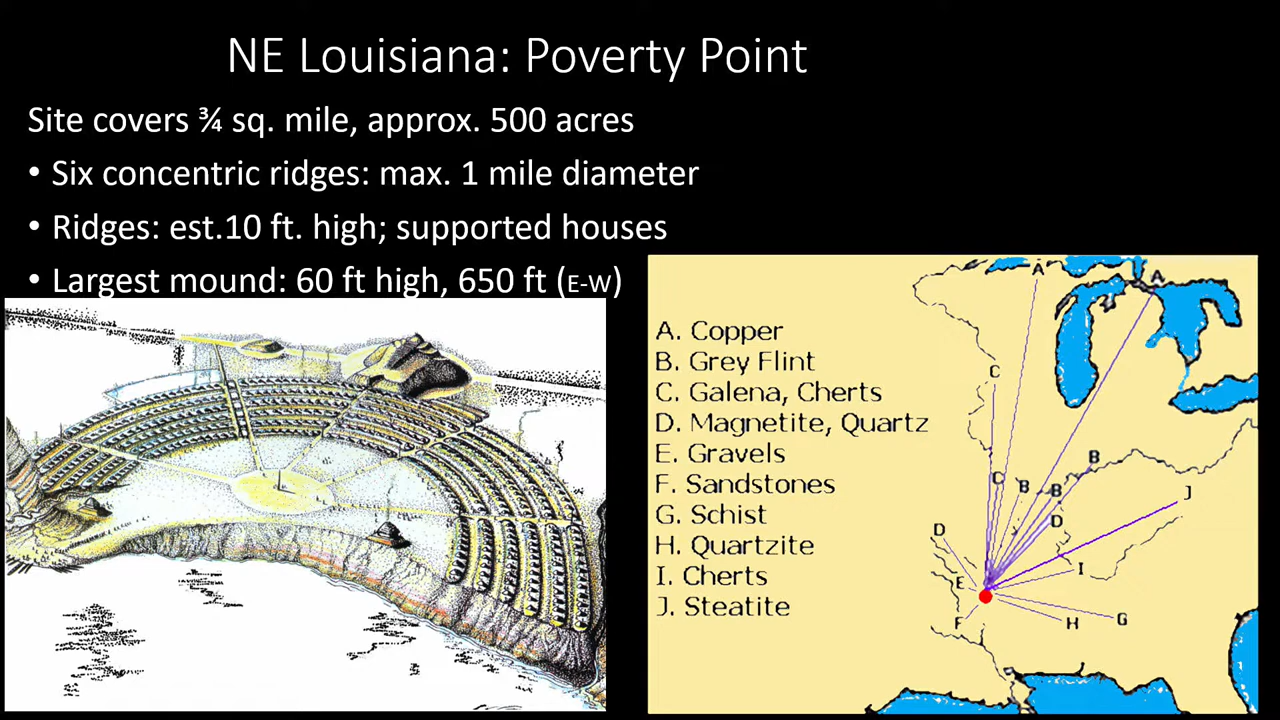 NE Louisiana: Poverty Point
Site covers ¾ sq. mile, approx. 500 acres
• Six concentric ridges: max. 1 mile diameter
• Ridges: est.10 ft. high; supported houses
• Largest mound: 60 ft high, 650 ft (E-W)
A. Copper
B. Grey Flint
C. Galena, Cherts
D. Magnetite, Quartz
E. Gravels
F. Sandstones
G. Schist
H. Quartzite
I. Cherts
J. Steatite
A
A
C
B
C
B
B
J
D
D
I
E
F
H
G